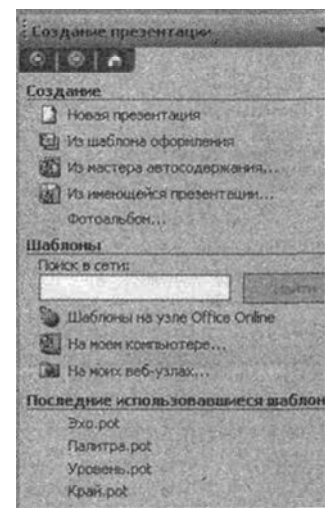 Создание презентации
Создание
Новая презентация
Из шаблона оформления
Из мастера автосодержания...
Из имеющейся презентации...
Фотоальбом...
Шаблоны
Поиск в сети:
Найти
Шаблоны на узле Office Online
На моем компьютере...
На моих веб-узлах...
Последние использовавшиеся шаблон
Эхо.pot
Палитра.pot
Уровень.pot
Край.pot